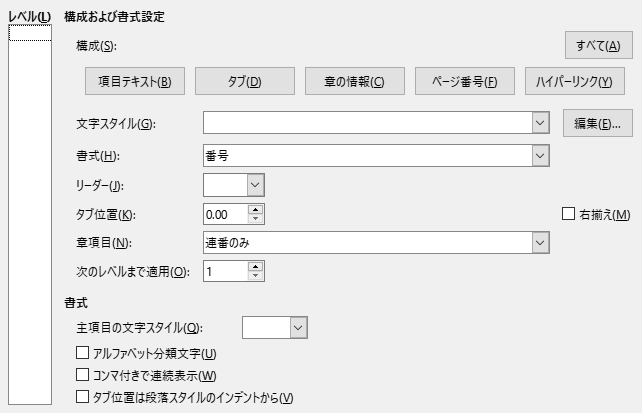 レベル(L) 構成および書式設定
構成(S):
すべて(A)
項目テキスト(B) タブ(D) 章の情報(C) ページ番号(F) ハイパーリンク(Y)
文字スタイル(G): 編集(E)...
書式(H): 番号
リーダー(J):
タブ位置(K): 0.00 右揃え(M)
章項目(N): 連番のみ
次のレベルまで適用(O): 1
書式
主項目の文字スタイル(Q):
アルファベット分類文字(U)
コンマ付きで連続表示(W)
タブ位置は段落スタイルのインデントから(V)